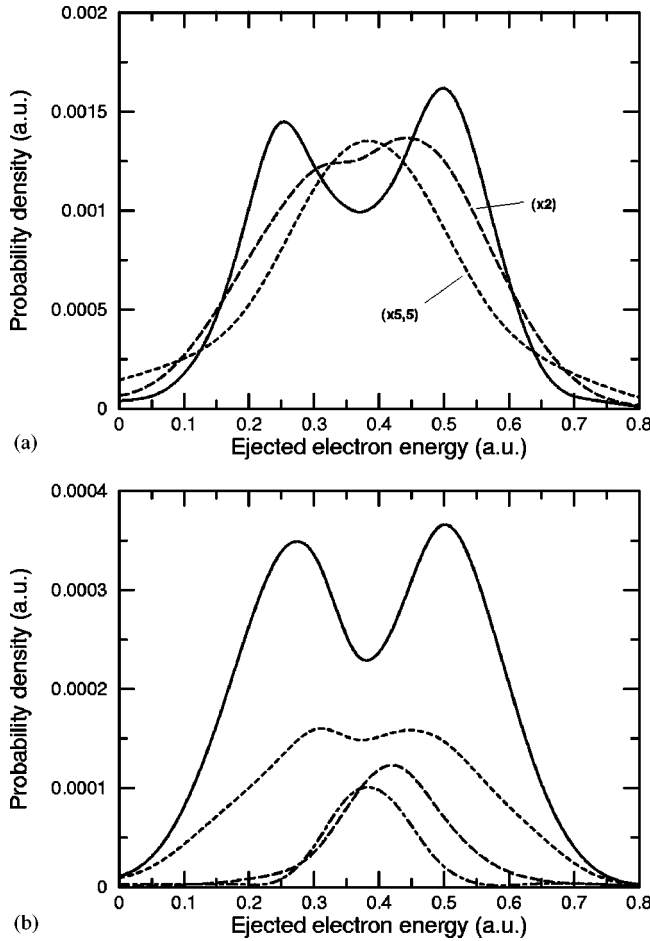 0.002
0.0015
0.001
0.0005
0
Probability density (a.u.)
(x2)
(x5,5)
0 0.1 0.2 0.3 0.4 0.5 0.6 0.7 0.8
Ejected electron energy (a.u.)
(a)
0.0004
0.0003
0.0002
0.0001
0
Probability density (a.u.)
0 0.1 0.2 0.3 0.4 0.5 0.6 0.7 0.8
Ejected electron energy (a.u.)
(b)